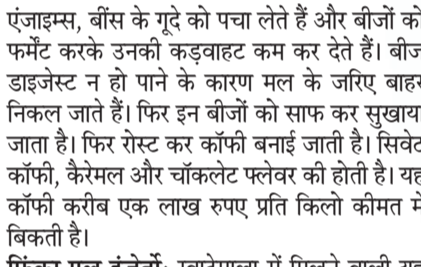 एंजाइम्स, बींस के गूदे को पचा लेते हैं और बीजों को
फर्मेंट करके उनकी कड़वाहट कम कर देते हैं। बीज
डाइजेस्ट न हो पाने के कारण मल के जरिए बाहर
निकल जाते हैं। फिर इन बीजों को साफ कर सुखाया
जाता है। फिर रोस्ट कर कॉफी बनाई जाती है। सिवेट
कॉफी, कैरेमल और चॉकलेट फ्लेवर की होती है। यह
कॉफी करीब एक लाख रुपए प्रति किलो कीमत में
बिकती है।